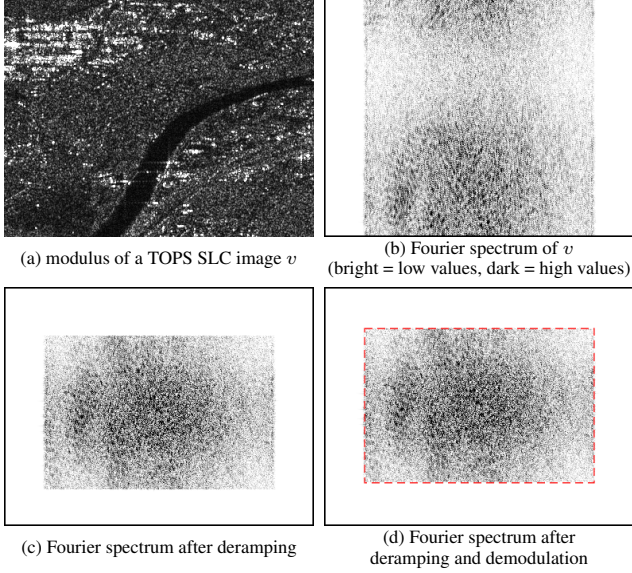 (a) modulus of a TOPS SLC image v
(b) Fourier spectrum of v
(bright = low values, dark = high values)
(c) Fourier spectrum after deramping
(d) Fourier spectrum after
deramping and demodulation